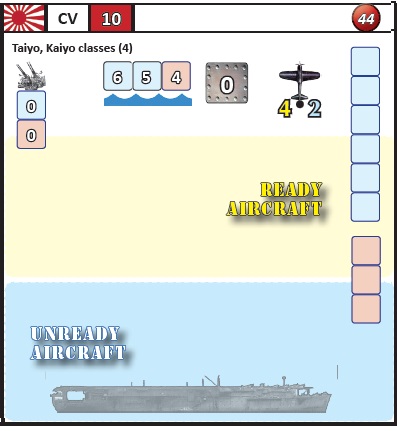 CV 10 44
Taiyo, Kaiyo classes (4)
6 5 4 0
4 2
0
0
READY
AIRCRAFT
UNREADY
AIRCRAFT